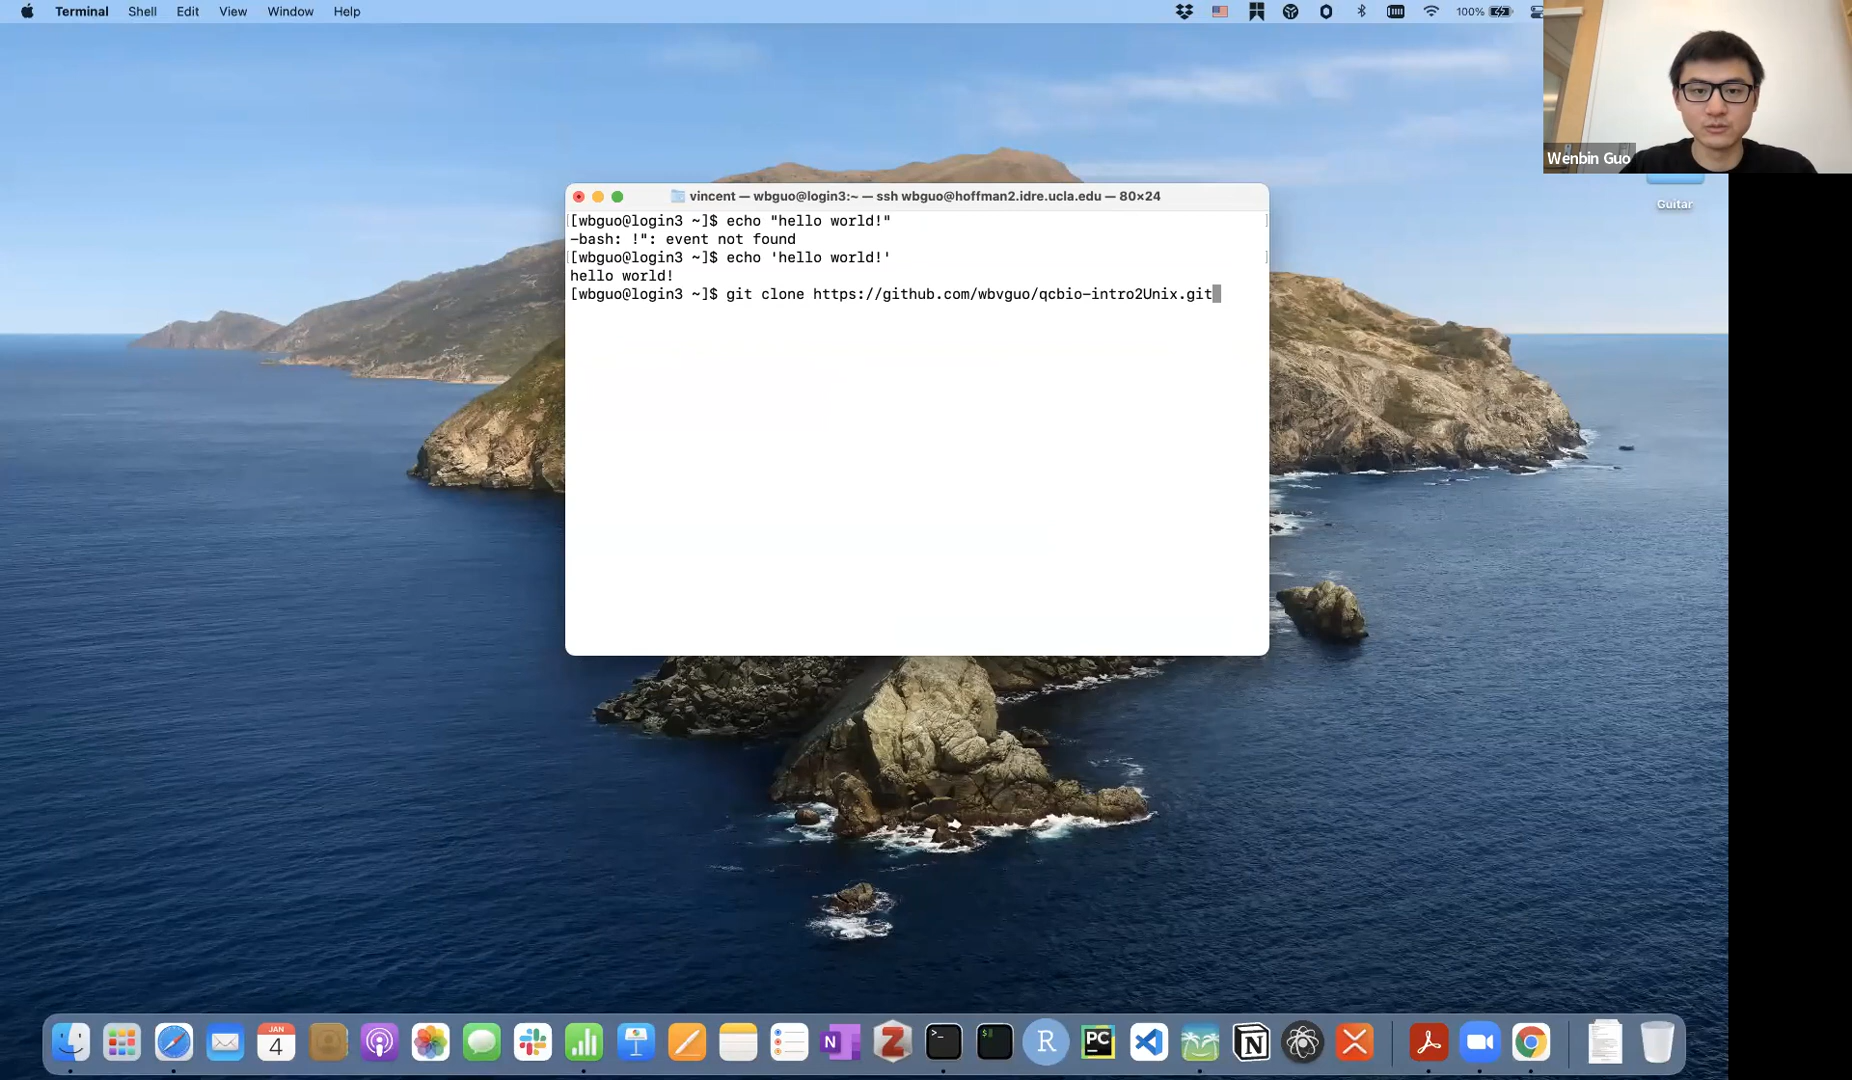 Terminal Shell Edit View Window Help
100%
Wenbin Guo
Guitar
vincent — wbguo@login3:~ — ssh wbguo@hoffman2.idre.ucla.edu — 80×24
[wbguo@login3 ~]$ echo "hello world!"
-bash: !": event not found
[wbguo@login3 ~]$ echo 'hello world!'
hello world!
[wbguo@login3 ~]$ git clone https://github.com/wbvguo/qcbio-intro2Unix.git
JAN
4
N
Z
>_
$
R
PC
N